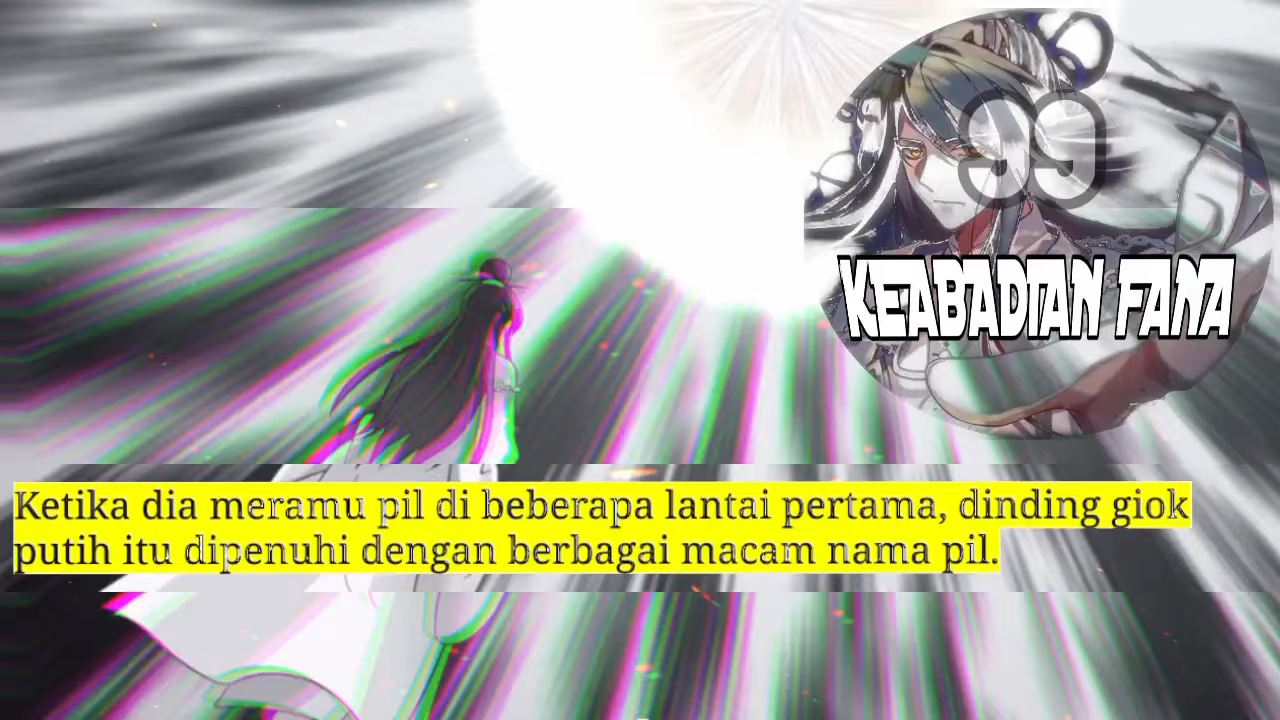 99
KEABADIAN FANA
Ketika dia meramu pil di beberapa lantai pertama, dinding giok
putih itu dipenuhi dengan berbagai macam nama pil.